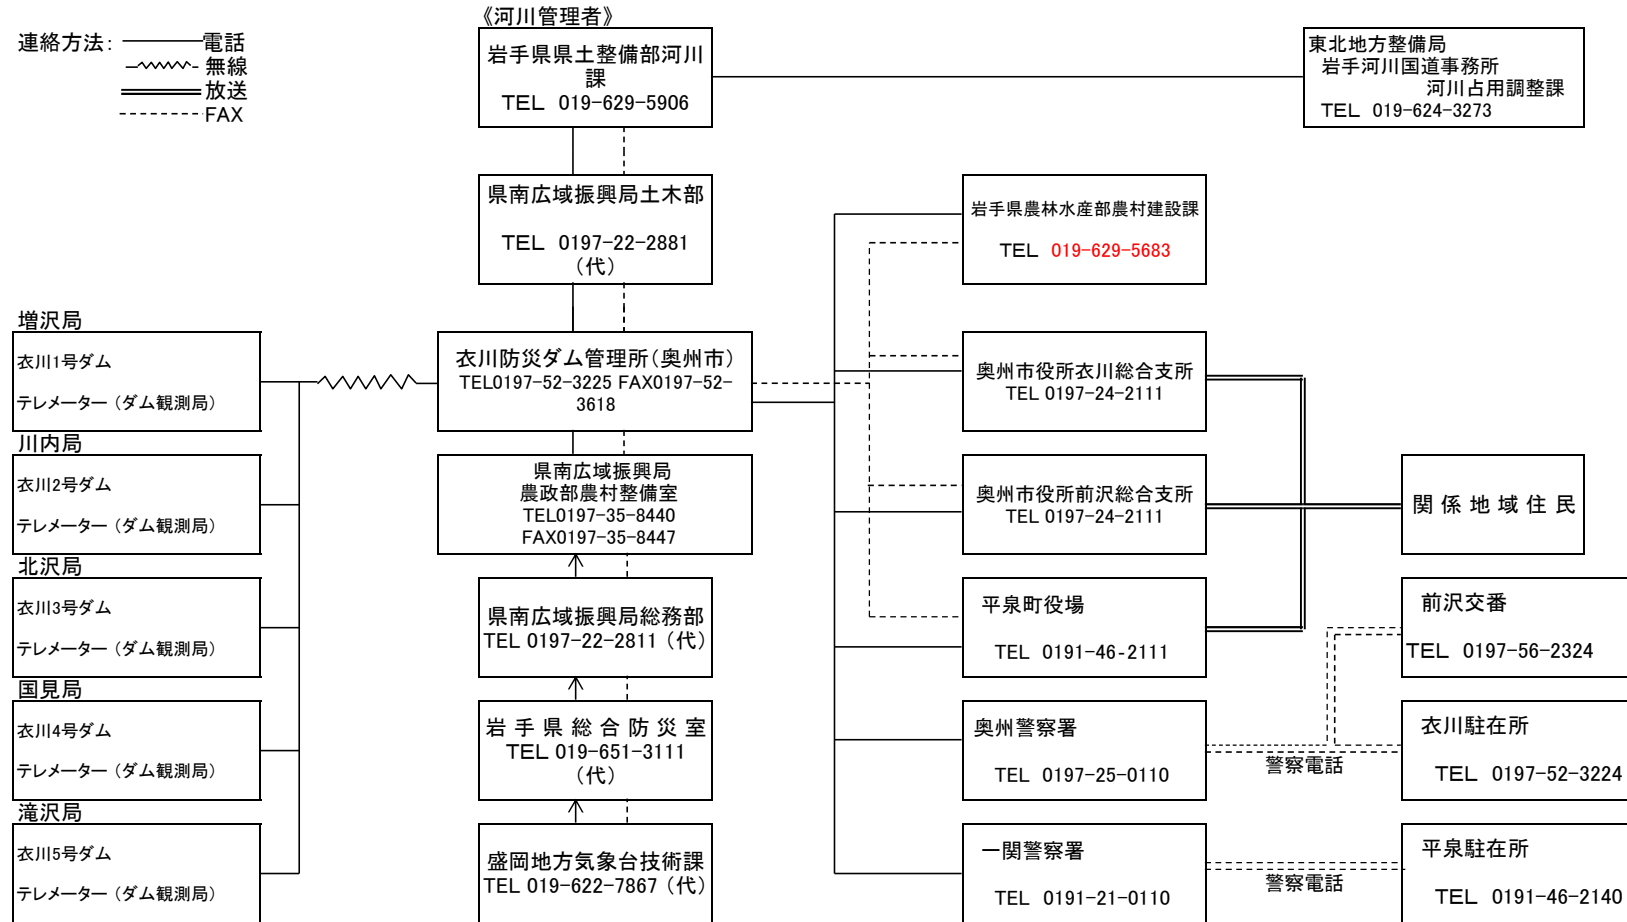 連絡方法：
電話
無線
放送
FAX
《河川管理者》
岩手県県土整備部河川
課
TEL 019-629-5906
東北地方整備局
岩手河川国道事務所
河川占用調整課
TEL 019-624-3273
県南広域振興局土木部
TEL 0197-22-2881
（代）
岩手県農林水産部農村建設課
TEL 019-629-5683
増沢局
衣川1号ダム
テレメーター（ダム観測局）
衣川防災ダム管理所（奥州市）
TEL0197-52-3225 FAX0197-52-
3618
奥州市役所衣川総合支所
TEL 0197-24-2111
川内局
衣川2号ダム
テレメーター（ダム観測局）
県南広域振興局
農政部農村整備室
TEL0197-35-8440
FAX0197-35-8447
奥州市役所前沢総合支所
TEL 0197-24-2111
関 係 地 域 住 民
北沢局
衣川3号ダム
テレメーター（ダム観測局）
県南広域振興局総務部
TEL 0197-22-2811（代）
平泉町役場
TEL 0191-46-2111
前沢交番
TEL 0197-56-2324
国見局
衣川4号ダム
テレメーター（ダム観測局）
岩 手 県 総 合 防 災 室
TEL 019-651-3111
（代）
奥州警察署
TEL 0197-25-0110
警察電話
衣川駐在所
TEL 0197-52-3224
滝沢局
衣川5号ダム
テレメーター（ダム観測局）
盛岡地方気象台技術課
TEL 019-622-7867（代）
一関警察署
TEL 0191-21-0110
警察電話
平泉駐在所
TEL 0191-46-2140